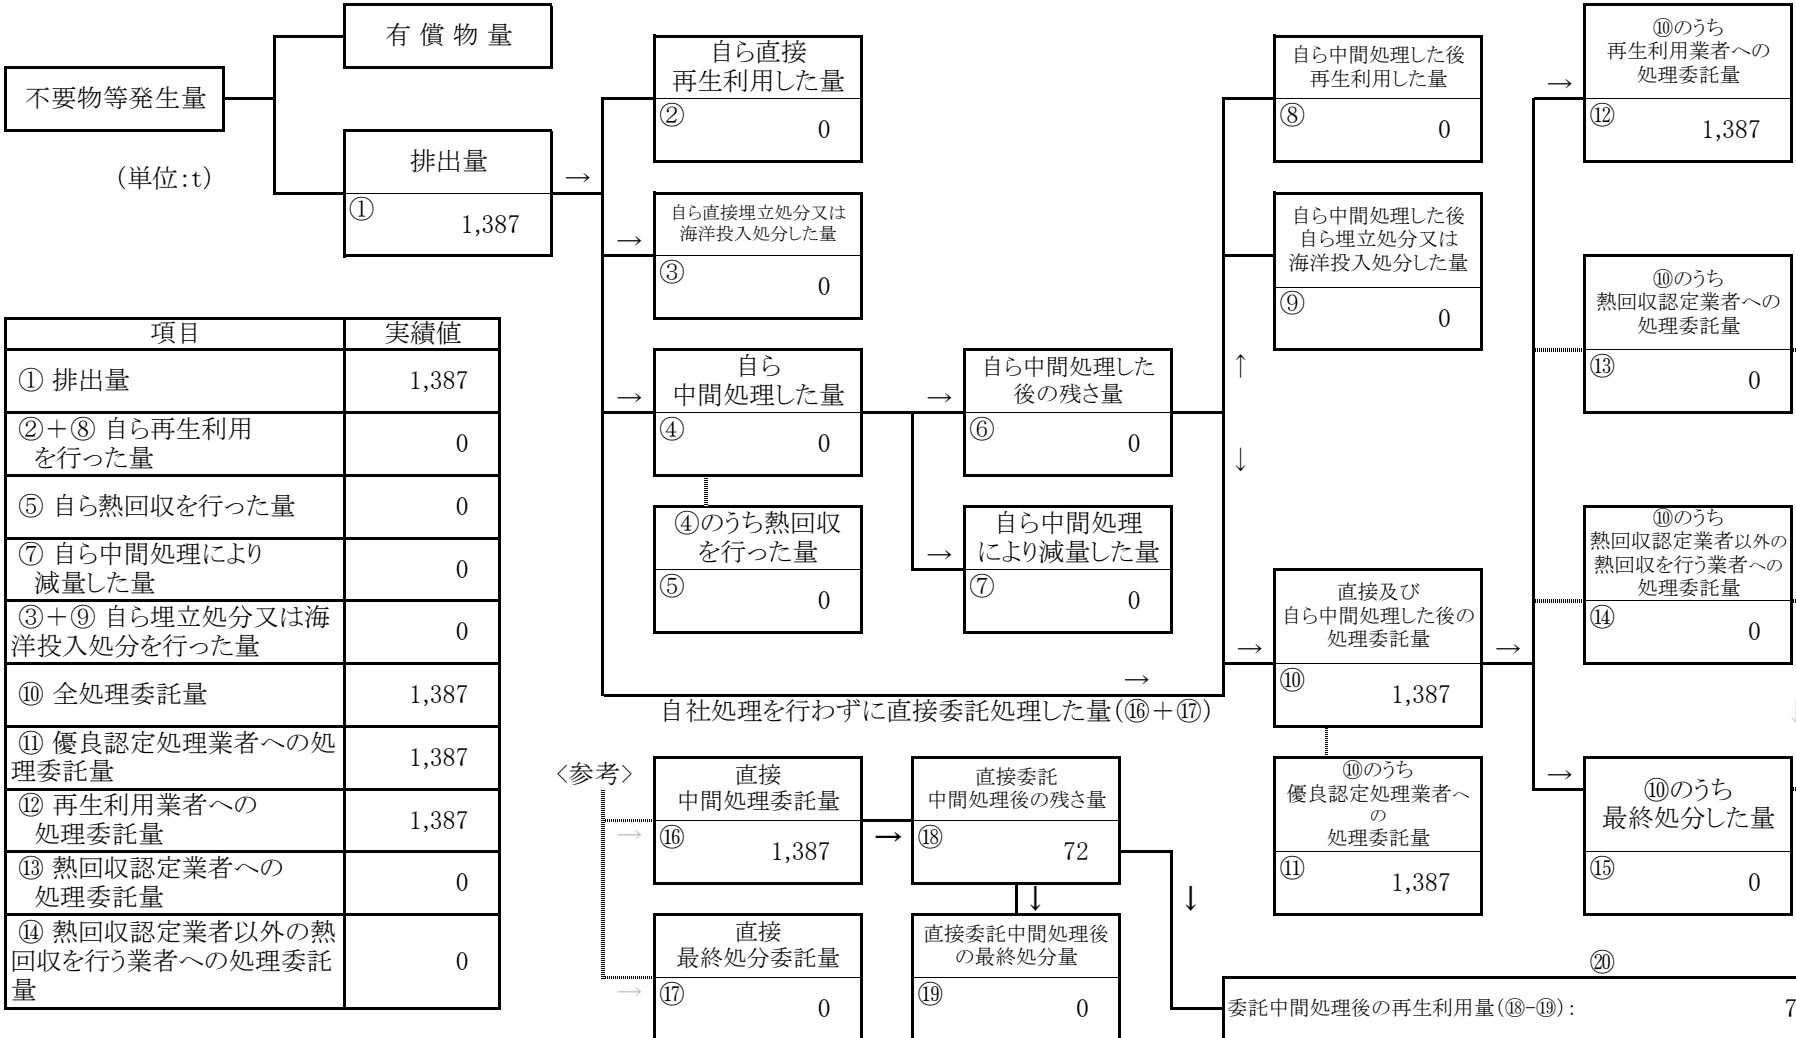 有 償 物 量
不要物等発生量
(単位:t)
排出量
①
1,387
→
自ら直接
再生利用した量
②
0
→
自ら直接埋立処分又は
海洋投入処分した量
③
0
→
自ら
中間処理した量
④
0
④のうち熱回収
を行った量
⑤
0
→
自ら中間処理した
後の残さ量
⑥
0
→
自ら中間処理
により減量した量
⑦
0
自ら中間処理した後
再生利用した量
⑧
0
自ら中間処理した後
自ら埋立処分又は
海洋投入処分した量
⑨
0
↑
↓
→
自社処理を行わずに直接委託処理した量(⑯+⑰)
→
直接及び
自ら中間処理した後の
処理委託量
⑩
1,387
⑩のうち
優良認定処理業者へ
の
処理委託量
⑪
1,387
→
→
⑩のうち
再生利用業者への
処理委託量
⑫
1,387
⑩のうち
熱回収認定業者への
処理委託量
⑬
0
⑩のうち
熱回収認定業者以外の
熱回収を行う業者への
処理委託量
⑭
0
→
⑩のうち
最終処分した量
⑮
0
項目 実績値
① 排出量 1,387
②+⑧ 自ら再生利用
を行った量 0
⑤ 自ら熱回収を行った量 0
⑦ 自ら中間処理により
減量した量 0
③+⑨ 自ら埋立処分又は海
洋投入処分を行った量 0
⑩ 全処理委託量 1,387
⑪ 優良認定処理業者への処
理委託量 1,387
⑫ 再生利用業者への
処理委託量 1,387
⑬ 熱回収認定業者への
処理委託量 0
⑭ 熱回収認定業者以外の熱
回収を行う業者への処理委託
量 0
<参考>
→
直接
中間処理委託量
⑯
1,387
→
直接委託
中間処理後の残さ量
⑱
72
→
直接
最終処分委託量
⑰
0
↓
直接委託中間処理後
の最終処分量
⑲
0
↓
⑳
委託中間処理後の再生利用量(⑱-⑲):
7